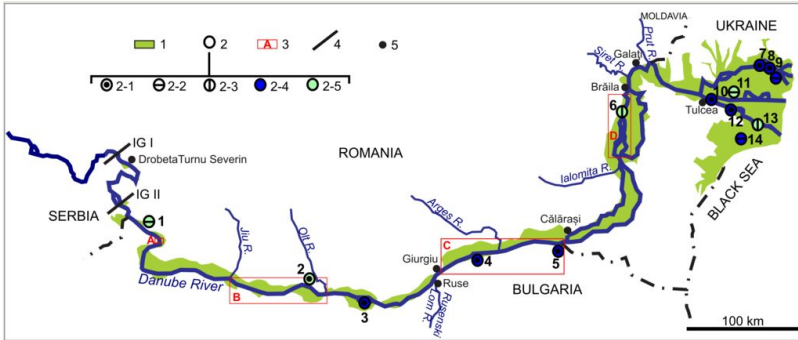 MOLDAVIA
UKRAINE
1
2
A
3
4
5
Prut R.
Siret R.
Galați
7
8
9
2-1
2-2
2-3
2-4
2-5
Brăila
10
11
6
Tulcea
12
13
IG I
D
14
DrobetaTurnu Severin
ROMANIA
Ialomița R.
BLACK SEA
IG II
SERBIA
1
Argeș R.
Călărași
A
Jiu R.
Olt R.
C
Giurgiu
4
5
2
Danube River
B
Ruse
BULGARIA
3
Rusenski
Lom R.
100 km